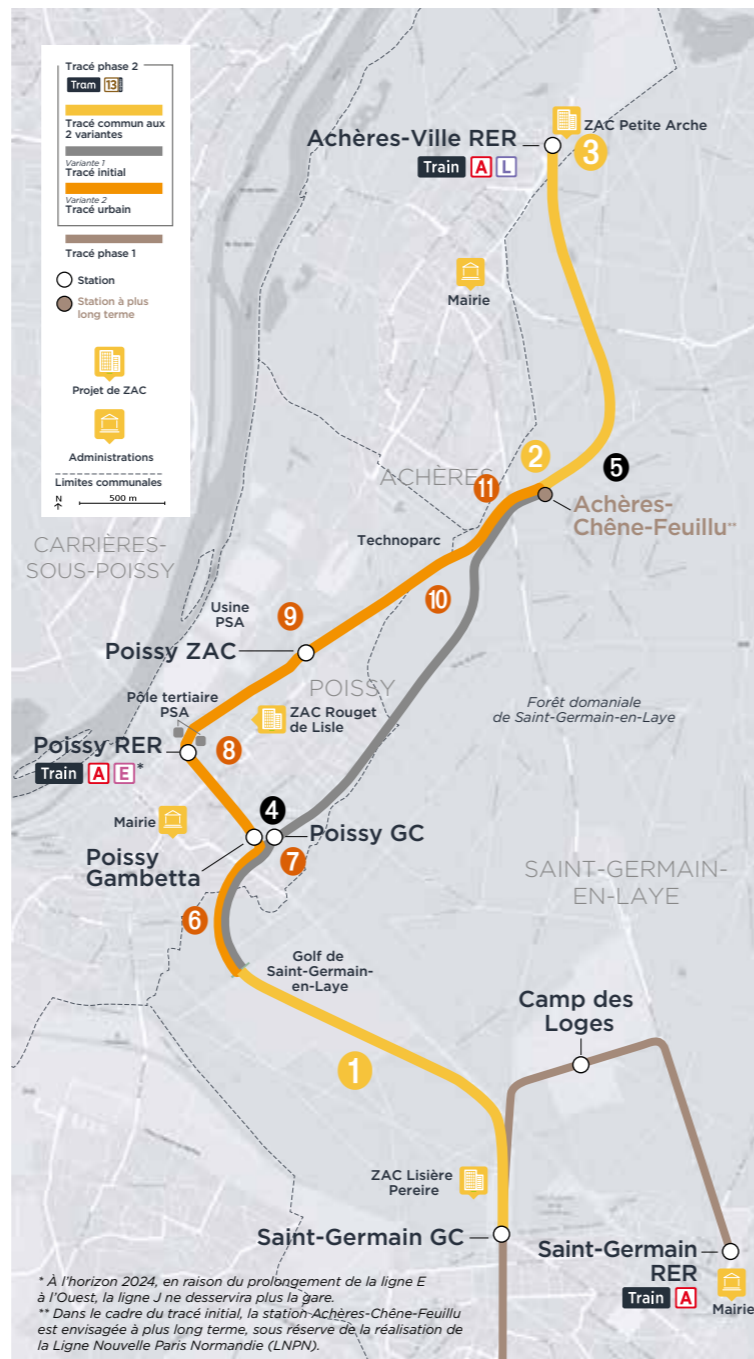 Tracé phase 2
Tram 13
Tracé commun aux
2 variantes
Variante 1
Tracé initial
Variante 2
Tracé urbain
Tracé phase 1
Station
Station à plus
long terme
Projet de ZAC
Administrations
Limites communales
N
500 m
ZAC Petite Arche
Achères-Ville RER
Train A L
3
Mairie
2
5
ACHÈRES
11
Achères-
Chêne-Feuillu**
Technoparc
CARRIÈRES-
SOUS-POISSY
10
Usine
PSA
9
Poissy ZAC
POISSY
Pôle tertiaire
PSA
ZAC Rouget
de Lisle
Forêt domaniale
de Saint-Germain-en-Laye
Poissy RER
Train A E*
8
Mairie
4
Poissy GC
Poissy
Gambetta
7
SAINT-GERMAIN-
EN-LAYE
6
Golf de
Saint-Germain-
en-Laye
Camp des
Loges
1
ZAC Lisière
Pereire
Saint-Germain GC
Saint-Germain
RER
Train A
Mairie
* À l'horizon 2024, en raison du prolongement de la ligne E
à l'Ouest, la ligne J ne desservira plus la gare.
** Dans le cadre du tracé initial, la station Achères-Chêne-Feuillu
est envisagée à plus long terme, sous réserve de la réalisation de
la Ligne Nouvelle Paris Normandie (LNPN).